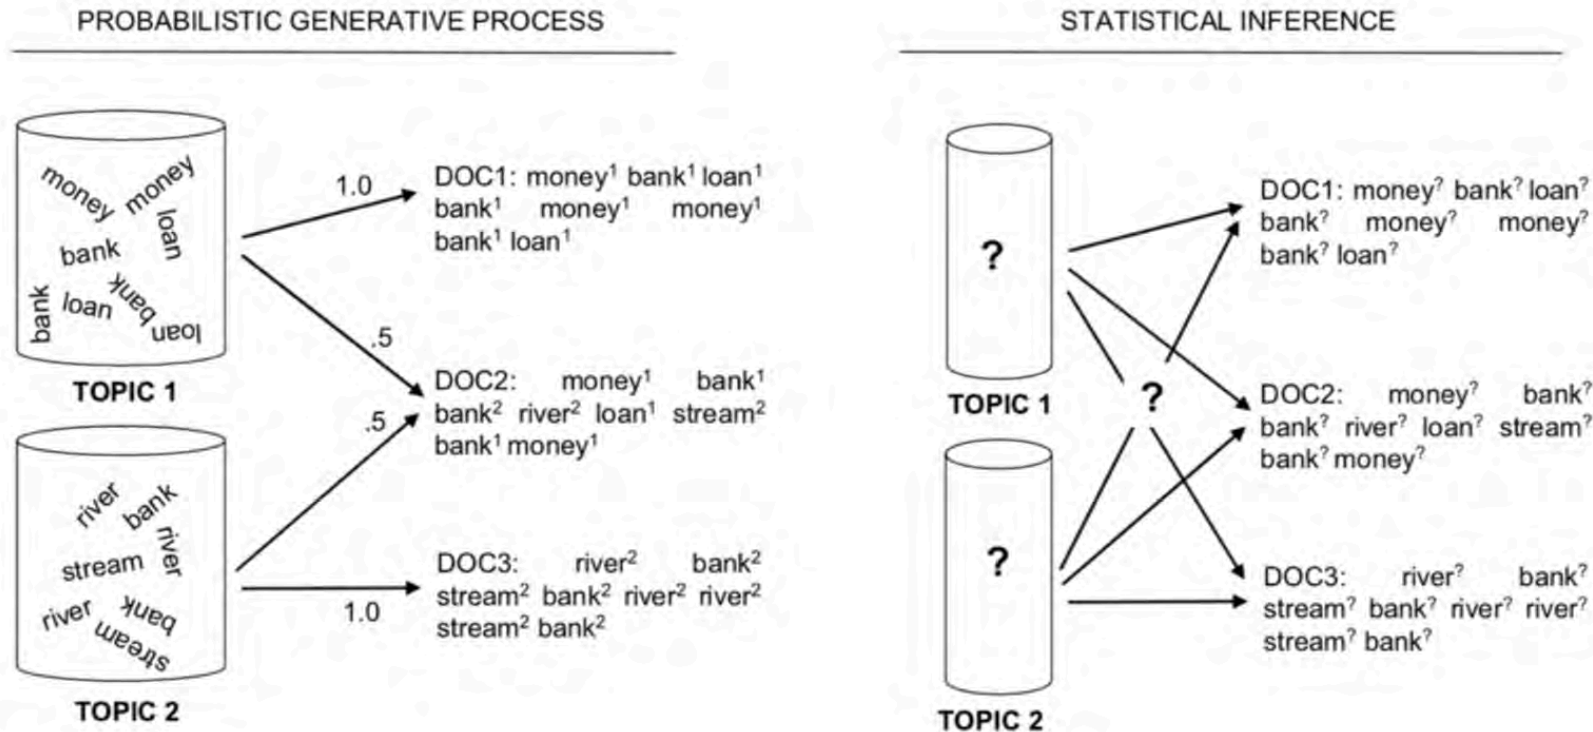 PROBABILISTIC GENERATIVE PROCESS
money money
loan
bank
bank
loan
bank
loan
TOPIC 1
river
bank
river
stream
river
bank
stream
TOPIC 2
1.0
.5
.5
1.0
DOC1: money¹ bank¹ loan¹
bank¹ money¹ money¹
bank¹ loan¹
DOC2: money¹ bank¹
bank² river² loan¹ stream²
bank¹ money¹
DOC3: river² bank²
stream² bank² river² river²
stream² bank²
STATISTICAL INFERENCE
?
TOPIC 1
?
TOPIC 2
?
DOC1: money? bank? loan?
bank? money? money?
bank? loan?
DOC2: money? bank?
bank? river? loan? stream?
bank? money?
DOC3: river? bank?
stream? bank? river? river?
stream? bank?